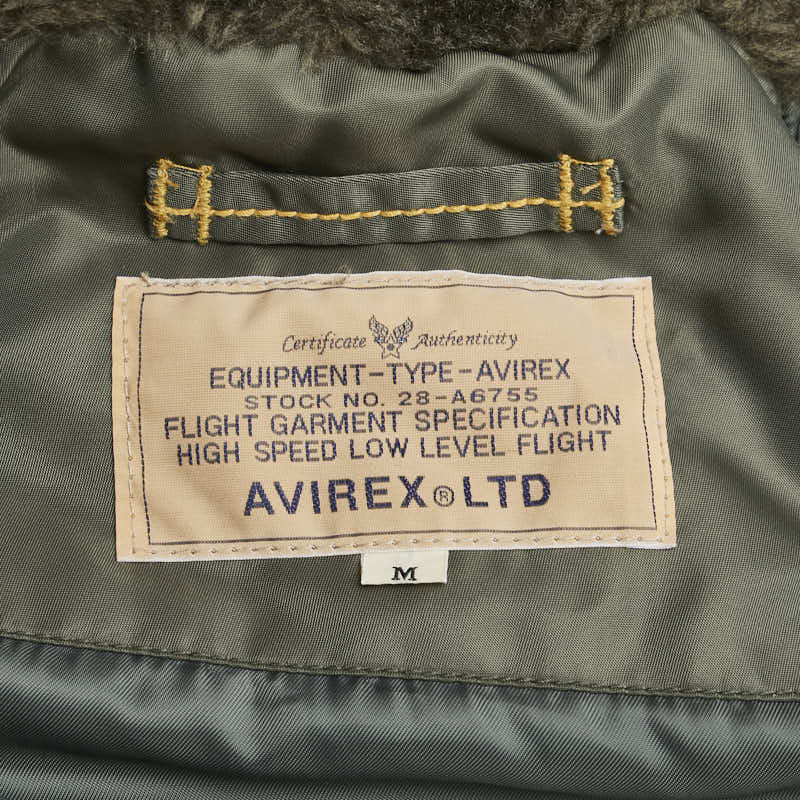 Certificate Authenticity
EQUIPMENT-TYPE-AVIREX
STOCK NO. 28-A6755
FLIGHT GARMENT SPECIFICATION
HIGH SPEED LOW LEVEL FLIGHT
AVIREX®LTD
M